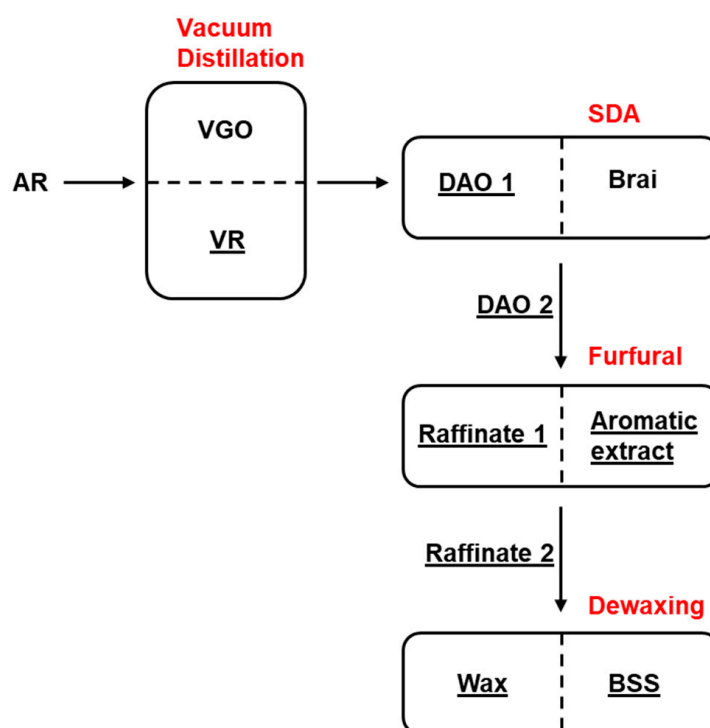 Vacuum
Distillation
VGO
AR
VR
SDA
DAO 1
Brai
DAO 2
Furfural
Raffinate 1
Aromatic
extract
Raffinate 2
Dewaxing
Wax
BSS